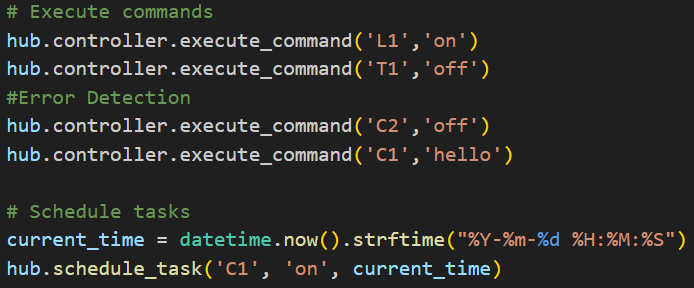 # Execute commands
hub.controller.execute_command('L1','on')
hub.controller.execute_command('T1','off')
#Error Detection
hub.controller.execute_command('C2','off')
hub.controller.execute_command('C1','hello')
# Schedule tasks
current_time = datetime.now().strftime("%Y-%m-%d %H:%M:%S")
hub.schedule_task('C1', 'on', current_time)